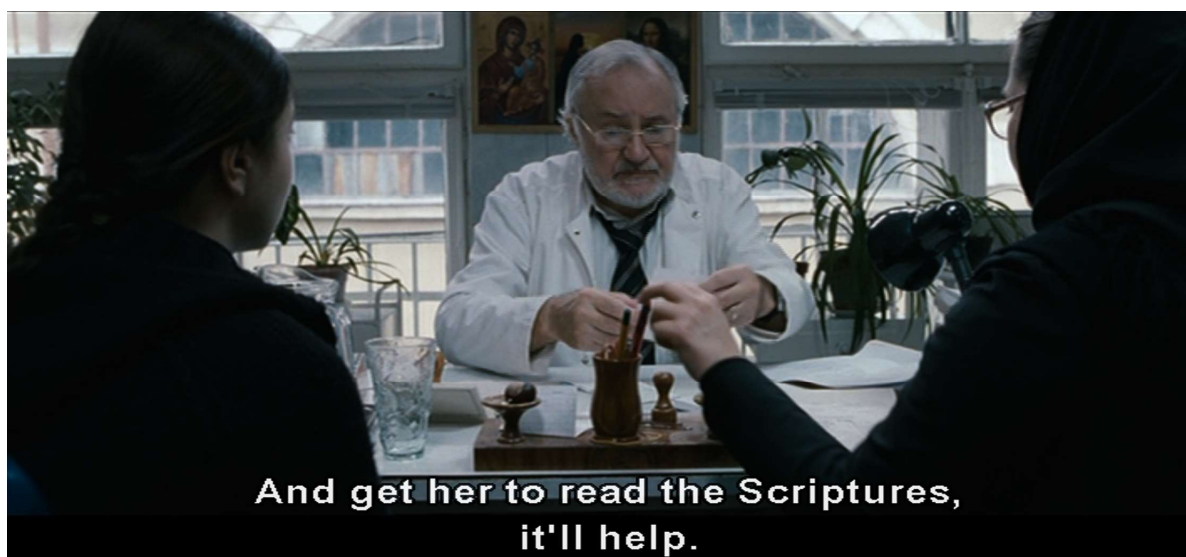 And get her to read the Scriptures,
it'll help.